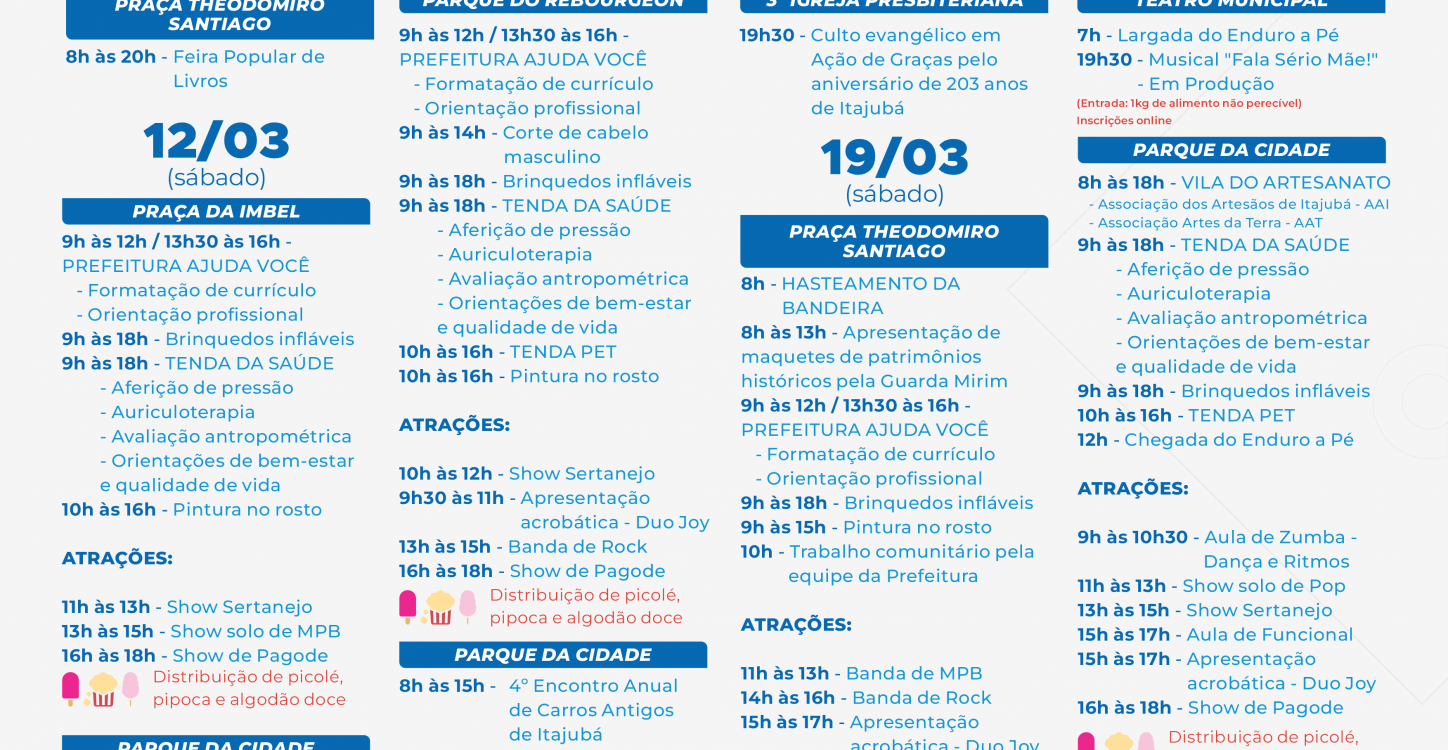 PRAÇA THEODOMIRO
SANTIAGO
8h às 20h - Feira Popular de
Livros
12/03
(sábado)
PRAÇA DA IMBEL
9h às 12h / 13h30 às 16h -
PREFEITURA AJUDA VOCÊ
- Formatação de currículo
- Orientação profissional
9h às 18h - Brinquedos infláveis
9h às 18h - TENDA DA SAÚDE
- Aferição de pressão
- Auriculoterapia
- Avaliação antropométrica
- Orientações de bem-estar
e qualidade de vida
10h às 16h - Pintura no rosto
ATRAÇÕES:
11h às 13h - Show Sertanejo
13h às 15h - Show solo de MPB
16h às 18h - Show de Pagode
Distribuição de picolé,
pipoca e algodão doce
PARQUE DA CIDADE
PARQUE DO REBOURGEON
9h às 12h / 13h30 às 16h -
PREFEITURA AJUDA VOCÊ
- Formatação de currículo
- Orientação profissional
9h às 14h - Corte de cabelo
masculino
9h às 18h - Brinquedos infláveis
9h às 18h - TENDA DA SAÚDE
- Aferição de pressão
- Auriculoterapia
- Avaliação antropométrica
- Orientações de bem-estar
e qualidade de vida
10h às 16h - TENDA PET
10h às 16h - Pintura no rosto
ATRAÇÕES:
10h às 12h - Show Sertanejo
9h30 às 11h - Apresentação
acrobática - Duo Joy
13h às 15h - Banda de Rock
16h às 18h - Show de Pagode
Distribuição de picolé,
pipoca e algodão doce
PARQUE DA CIDADE
8h às 15h - 4º Encontro Anual
de Carros Antigos
de Itajubá
3ª IGREJA PRESBITERIANA
19h30 - Culto evangélico em
Ação de Graças pelo
aniversário de 203 anos
de Itajubá
19/03
(sábado)
PRAÇA THEODOMIRO
SANTIAGO
8h - HASTEAMENTO DA
BANDEIRA
8h às 13h - Apresentação de
maquetes de patrimônios
históricos pela Guarda Mirim
9h às 12h / 13h30 às 16h -
PREFEITURA AJUDA VOCÊ
- Formatação de currículo
- Orientação profissional
9h às 18h - Brinquedos infláveis
9h às 15h - Pintura no rosto
10h - Trabalho comunitário pela
equipe da Prefeitura
ATRAÇÕES:
11h às 13h - Banda de MPB
14h às 16h - Banda de Rock
15h às 17h - Apresentação
acrobática - Duo Joy
TEATRO MUNICIPAL
7h - Largada do Enduro a Pé
19h30 - Musical "Fala Sério Mãe!"
- Em Produção
(Entrada: 1kg de alimento não perecível)
Inscrições online
PARQUE DA CIDADE
8h às 18h - VILA DO ARTESANATO
- Associação dos Artesãos de Itajubá - AAI
- Associação Artes da Terra - AAT
9h às 18h - TENDA DA SAÚDE
- Aferição de pressão
- Auriculoterapia
- Avaliação antropométrica
- Orientações de bem-estar
e qualidade de vida
9h às 18h - Brinquedos infláveis
10h às 16h - TENDA PET
12h - Chegada do Enduro a Pé
ATRAÇÕES:
9h às 10h30 - Aula de Zumba -
Dança e Ritmos
11h às 13h - Show solo de Pop
13h às 15h - Show Sertanejo
15h às 17h - Aula de Funcional
15h às 17h - Apresentação
acrobática - Duo Joy
16h às 18h - Show de Pagode
Distribuição de picolé,